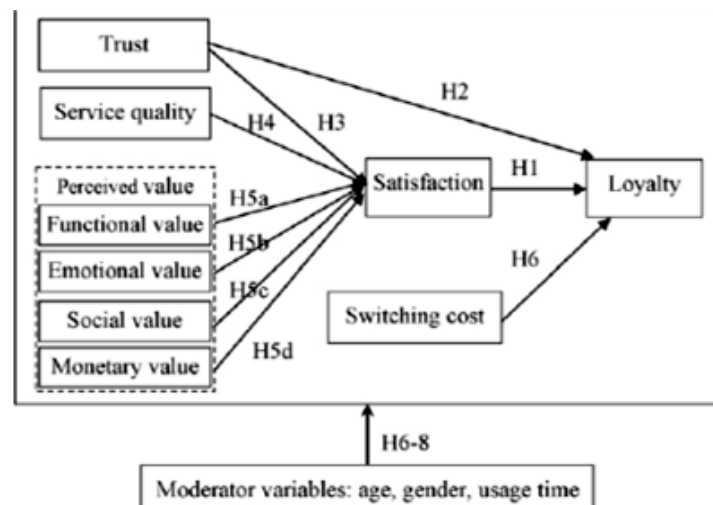 Trust
H2
Service quality
H4
H3
Perceived value
H5a
Satisfaction
H1
Loyalty
Functional value
H5b
Emotional value
H5c
H6
Social value
Switching cost
H5d
Monetary value
H6-8
Moderator variables: age, gender, usage time